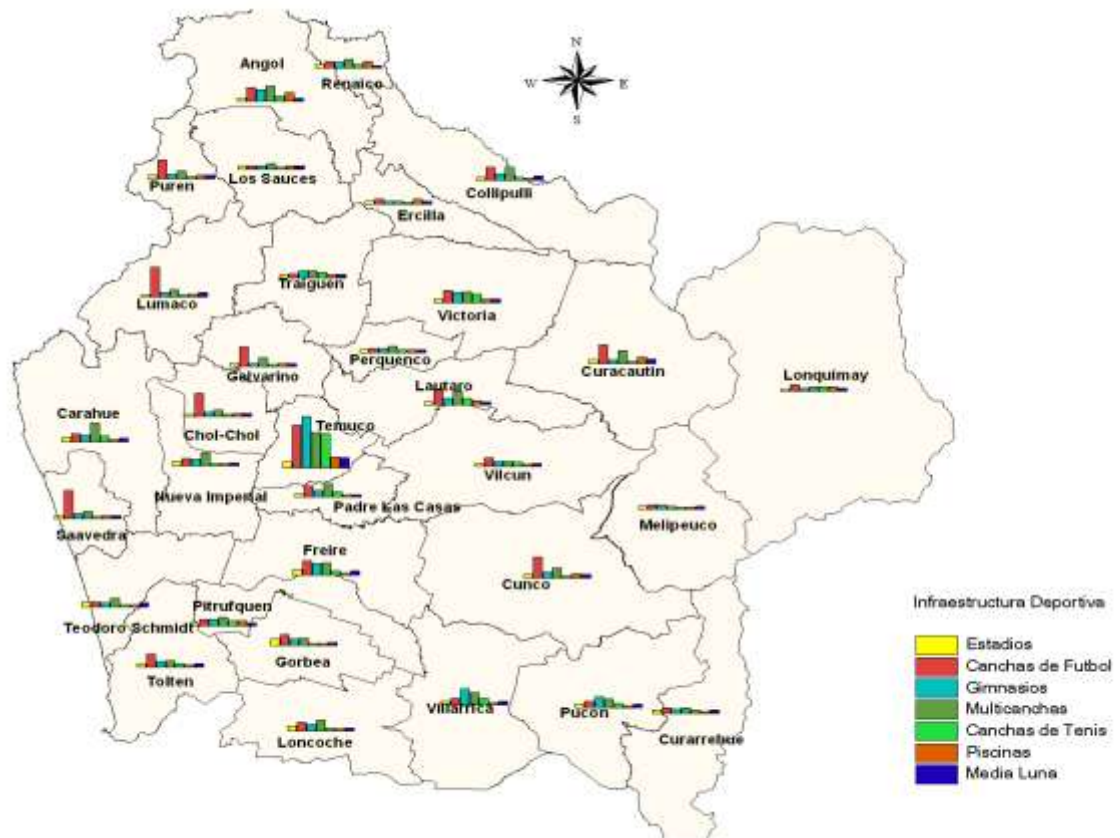 N
W E
S
Angol
Renaico
Puren
Los Sauces
Collipulli
Ercilla
Lumaco
Traiguen
Victoria
Galvarino
Perquenco
Curacautin
Lonquimay
Lautaro
Carahue
Chol-Chol
Temuco
Vilcun
Nueva Imperial
Padre Las Casas
Saavedra
Melipeuco
Freire
Cunco
Pitrufquen
Teodoro Schmidt
Gorbea
Tolten
Villarrica
Pucon
Curarrehue
Loncoche
Infraestructura Deportiva
Estadios
Canchas de Futbol
Gimnasios
Multicanchas
Canchas de Tenis
Piscinas
Media Luna